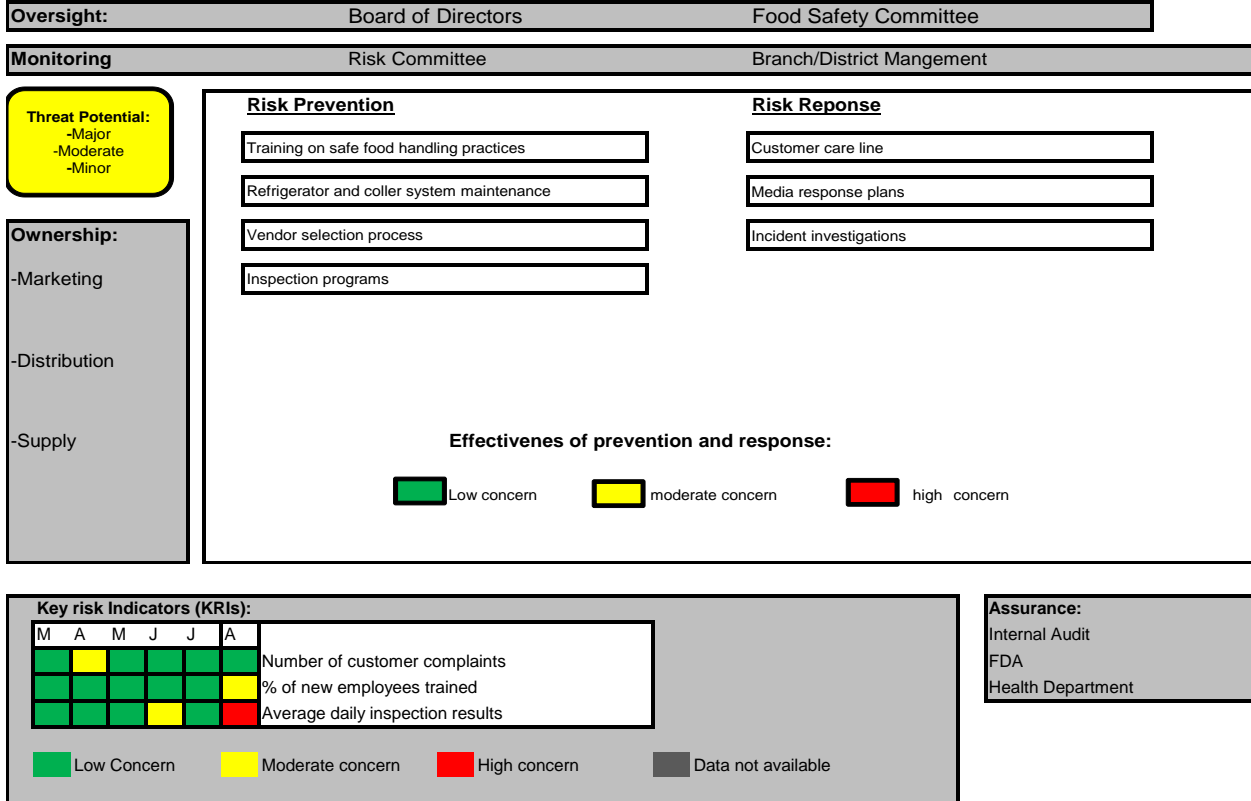 Oversight: Board of Directors Food Safety Committee
Monitoring Risk Committee Branch/District Mangement
Threat Potential:
-Major
-Moderate
-Minor
Risk Prevention Risk Reponse
Training on safe food handling practices Customer care line
Refrigerator and coller system maintenance Media response plans
Ownership: Vendor selection process Incident investigations
-Marketing Inspection programs
-Distribution
-Supply Effectivenes of prevention and response:
Low concern moderate concern high concern
Key risk Indicators (KRIs): Assurance:
M A M J J A Internal Audit
Number of customer complaints FDA
% of new employees trained Health Department
Average daily inspection results
Low Concern Moderate concern High concern Data not available